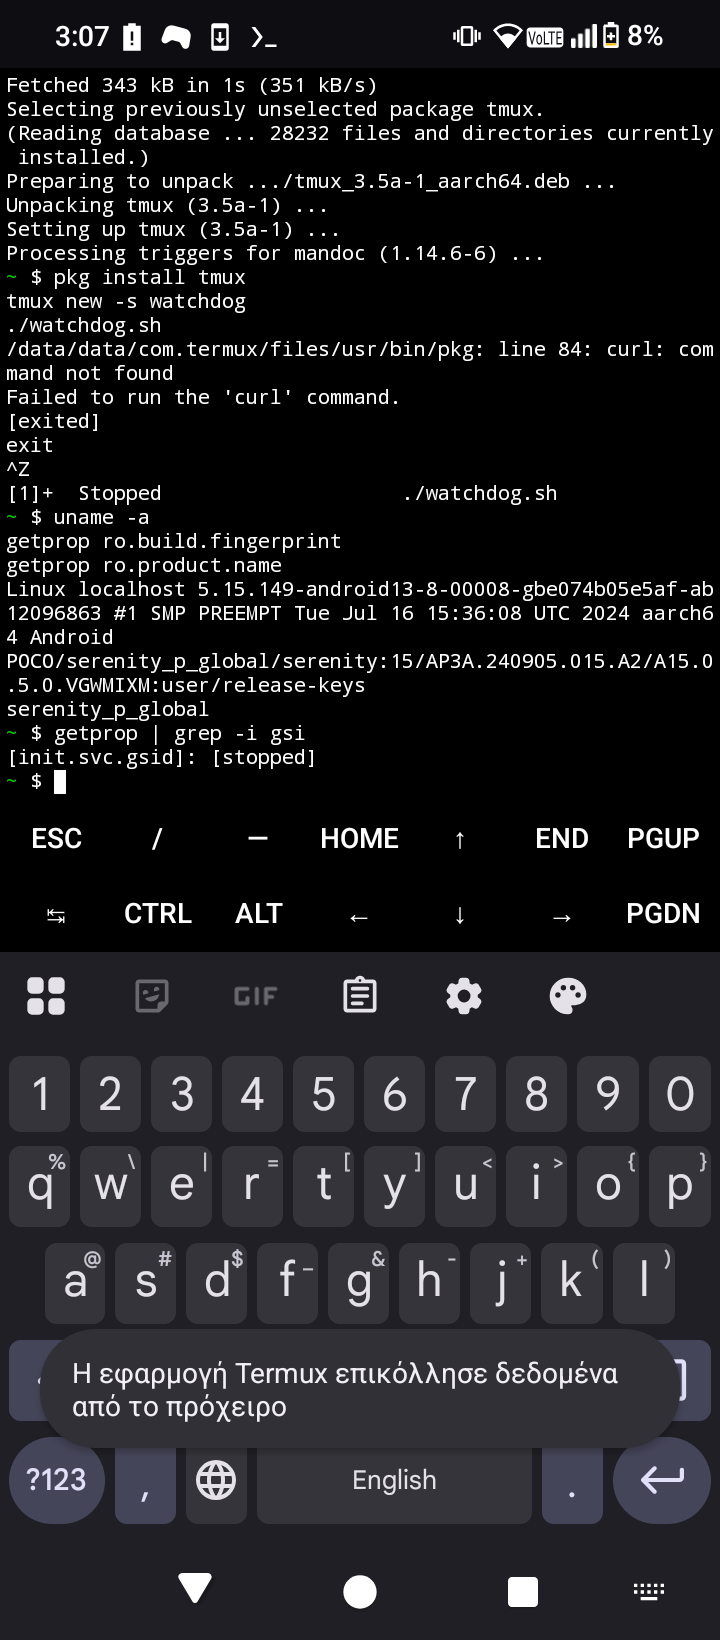 3:07
VoLTE
8%
Fetched 343 kB in 1s (351 kB/s)
Selecting previously unselected package tmux.
(Reading database ... 28232 files and directories currently
 installed.)
Preparing to unpack .../tmux_3.5a-1_aarch64.deb ...
Unpacking tmux (3.5a-1) ...
Setting up tmux (3.5a-1) ...
Processing triggers for mandoc (1.14.6-6) ...
~ $ pkg install tmux
tmux new -s watchdog
./watchdog.sh
/data/data/com.termux/files/usr/bin/pkg: line 84: curl: com
mand not found
Failed to run the 'curl' command.
[exited]
exit
^Z
[1]+  Stopped                    ./watchdog.sh
~ $ uname -a
getprop ro.build.fingerprint
getprop ro.product.name
Linux localhost 5.15.149-android13-8-00008-gbe074b05e5af-ab
12096863 #1 SMP PREEMPT Tue Jul 16 15:36:08 UTC 2024 aarch6
4 Android
POCO/serenity_p_global/serenity:15/AP3A.240905.015.A2/A15.0
.5.0.VGWMIXM:user/release-keys
serenity_p_global
~ $ getprop | grep -i gsi
[init.svc.gsid]: [stopped]
~ $
ESC / — HOME ↑ END PGUP
↹ CTRL ALT ← ↓ → PGDN
GIF
1 2 3 4 5 6 7 8 9 0
% \ | = [ ] < > { }
q w e r t y u i o p
@ # $ _ & - + ( )
a s d f g h j k l
Η εφαρμογή Termux επικόλλησε δεδομένα
από το πρόχειρο
?123 , English .